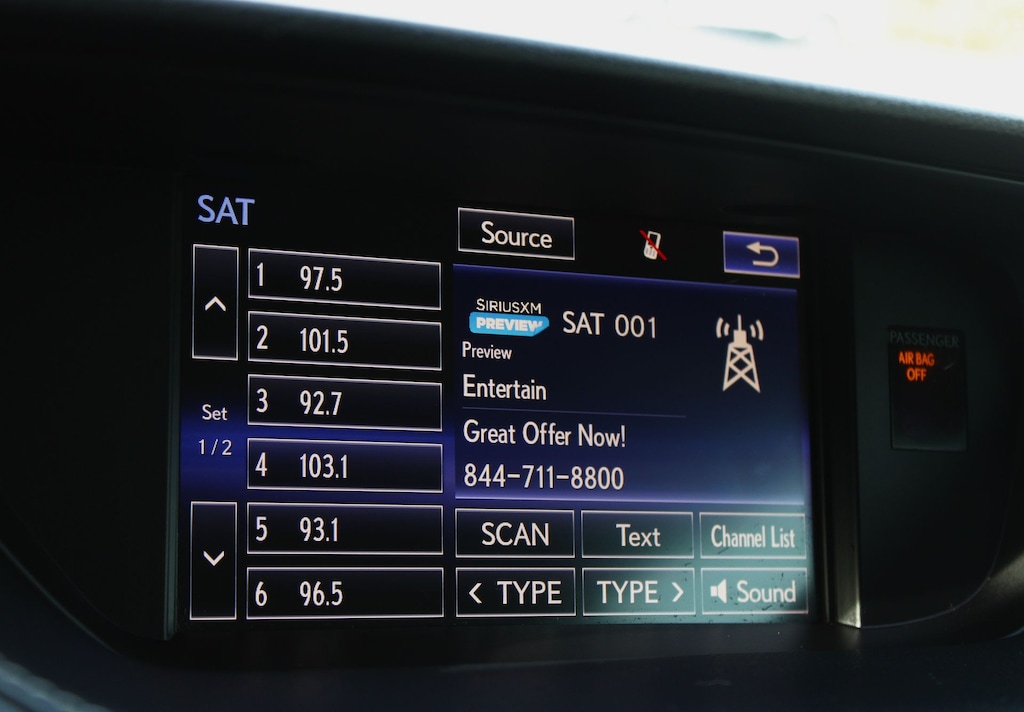 SAT
Source
1 97.5
2 101.5
3 92.7
4 103.1
5 93.1
6 96.5
Set
1/2
SIRIUSXM
PREVIEW
SAT 001
Preview
Entertain
Great Offer Now!
844-711-8800
SCAN
Text
Channel List
< TYPE
TYPE >
Sound
PASSENGER
AIR BAG
OFF